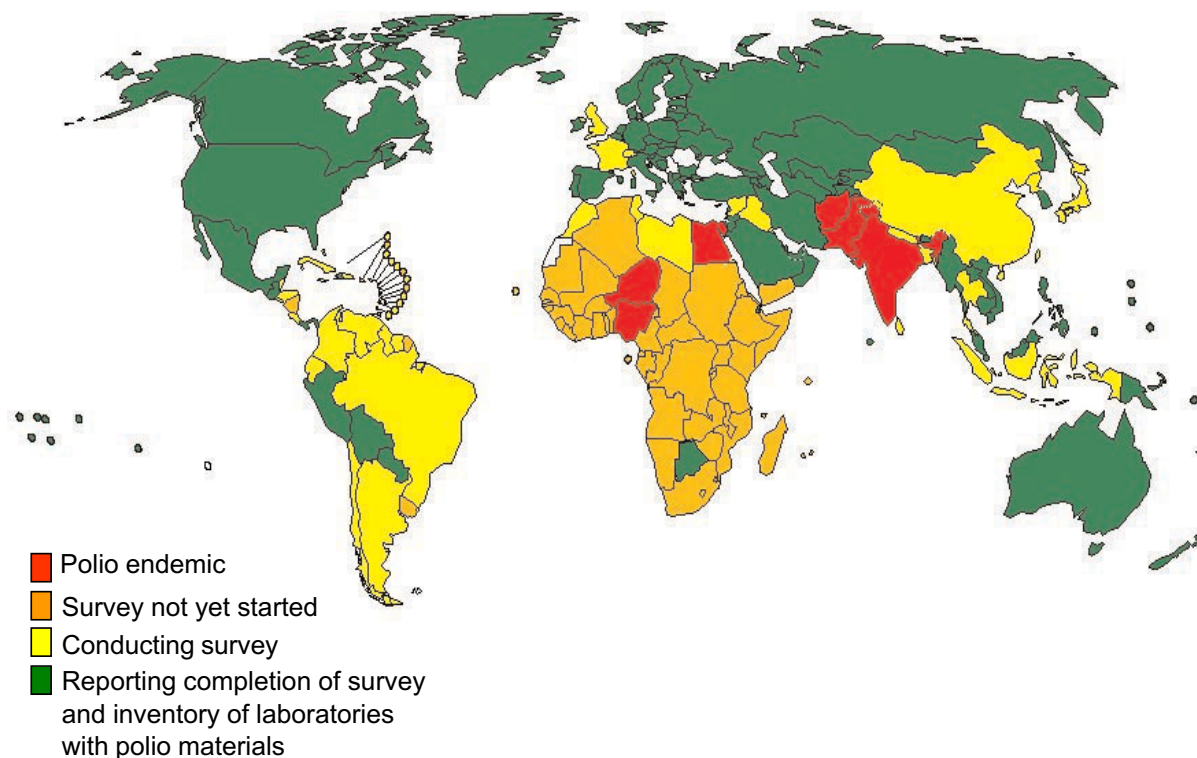 Polio endemic
Survey not yet started
Conducting survey
Reporting completion of survey
and inventory of laboratories
with polio materials